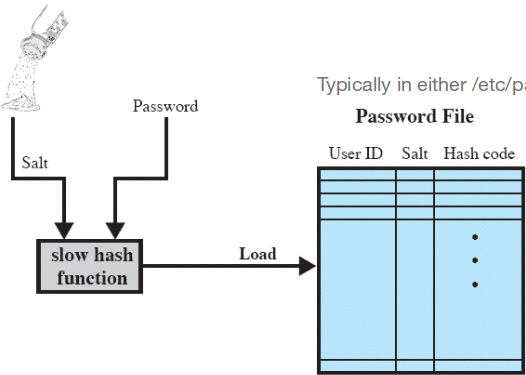 Typically in either /etc/pa
Password File
Password
User ID Salt Hash code
Salt
slow hash
function
Load